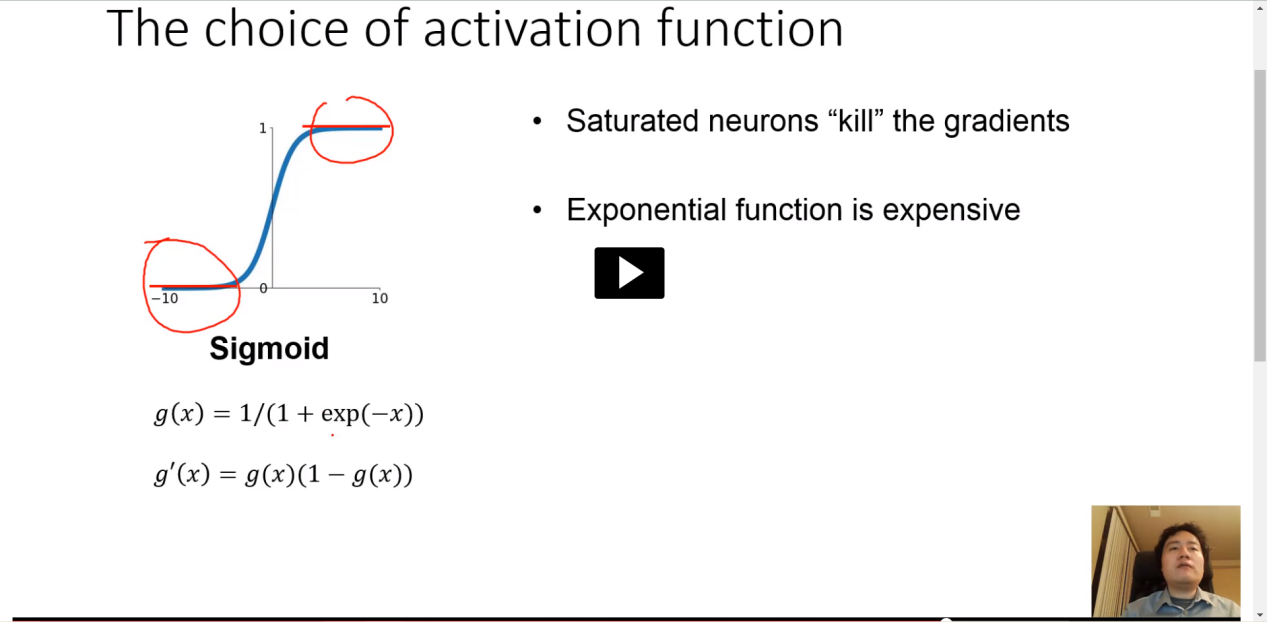 The choice of activation function
1
0
−10
10
Sigmoid
g(x) = 1/(1 + exp(−x))
g′(x) = g(x)(1 − g(x))
• Saturated neurons “kill” the gradients
• Exponential function is expensive